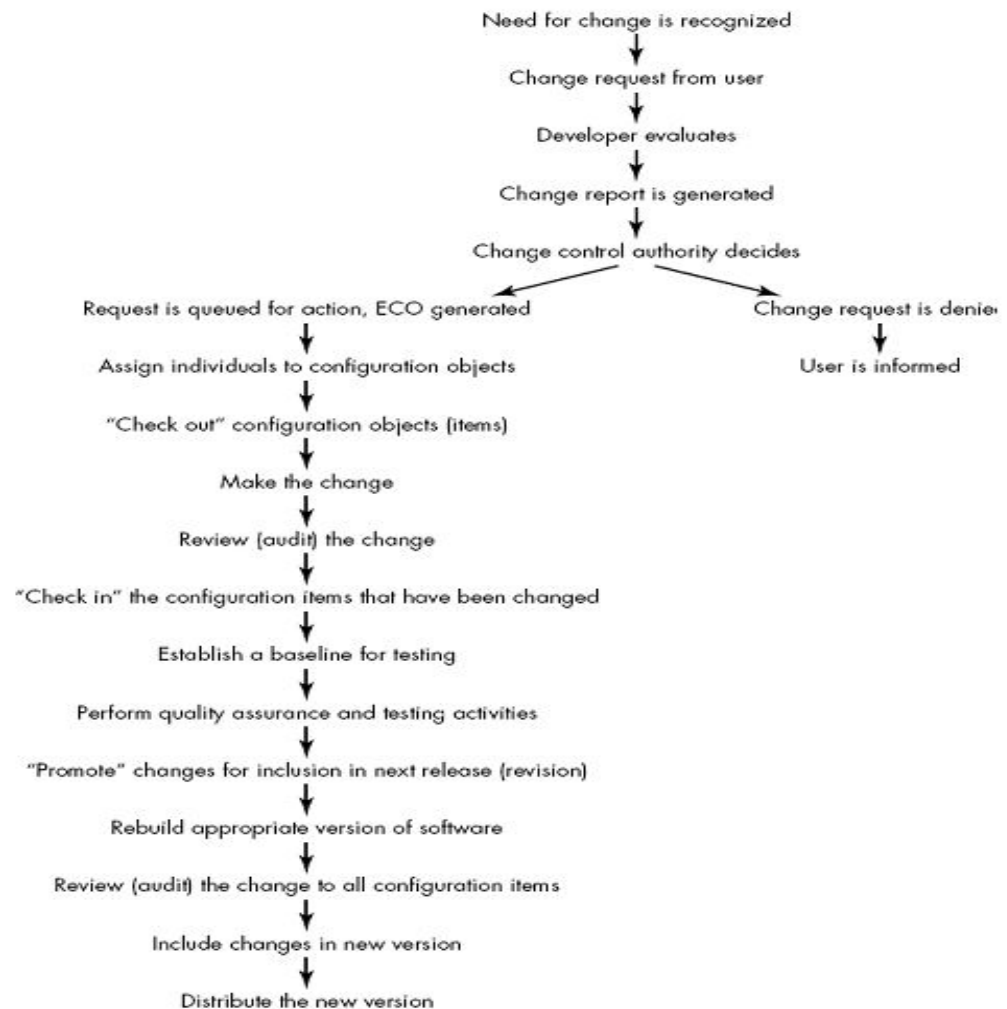 Need for change is recognized
Change request from user
Developer evaluates
Change report is generated
Change control authority decides
Request is queued for action, ECO generated
Change request is
Assign individuals to configuration objects
User is informed
“Check out” configuration objects (items)
Make the change
Review (audit) the change
“Check in” the configuration items that have been changed
Establish a baseline for testing
Perform quality assurance and testing activities
“Promote” changes for inclusion in next release (revision)
Rebuild appropriate version of software
Review (audit) the change to all configuration items
Include changes in new version
Distribute the new version